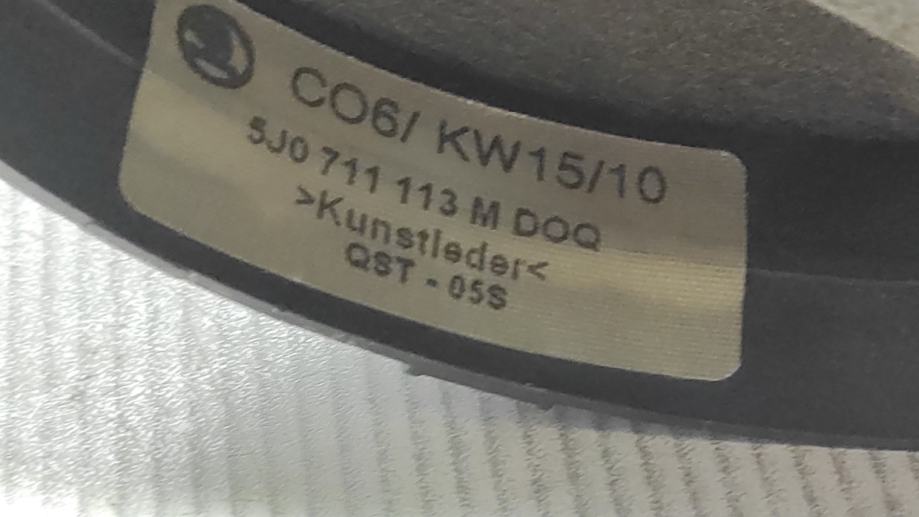 CO6/ KW15/10
5J0 711 113 M DOQ
>Kunstleder<
QST - 05S